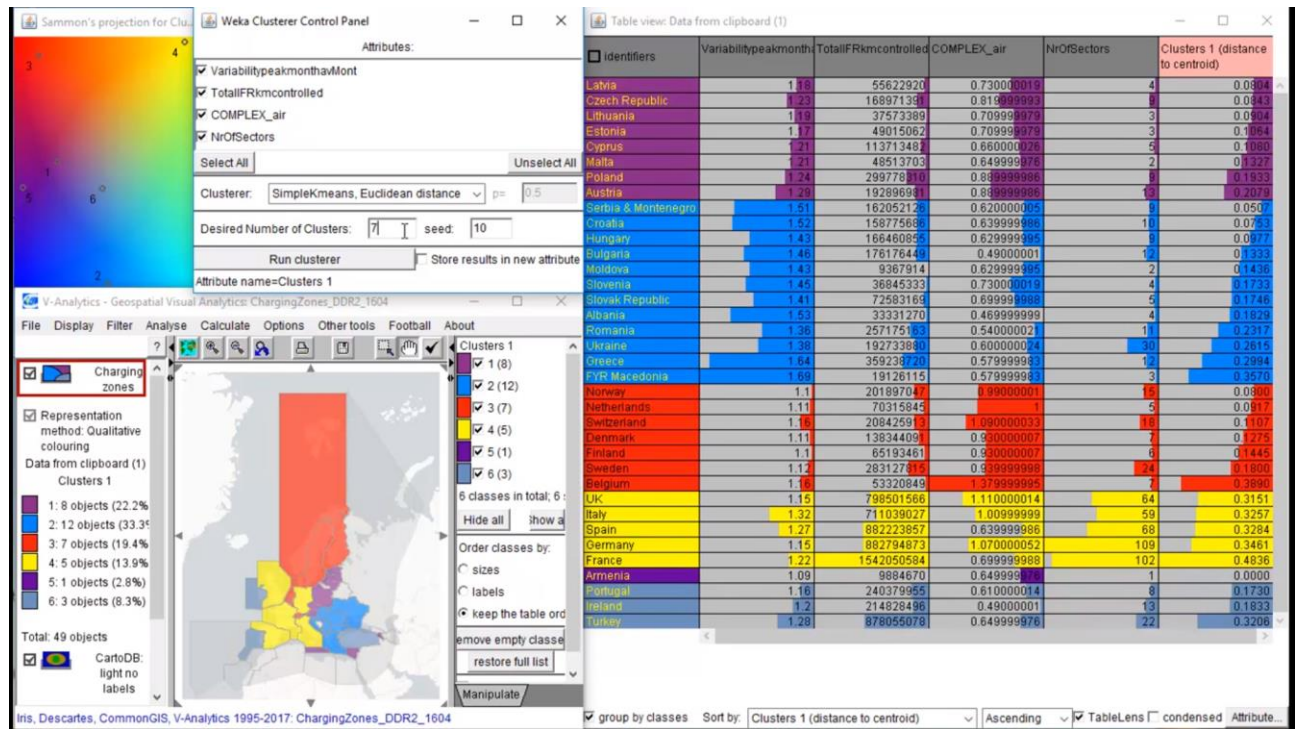 Sammon's projection for Clu..
4
3
1
5
6
2
Weka Clusterer Control Panel
Attributes:
VariabilitypeakmonthavMont
TotalIFRkmcontrolled
COMPLEX_air
NrOfSectors
Select All Unselect All
Clusterer: SimpleKmeans, Euclidean distance p= 0.5
Desired Number of Clusters: 7 seed: 10
Run clusterer Store results in new attribute
Attribute name=Clusters 1
V-Analytics - Geospatial Visual Analytics: ChargingZones_DDR2_1604
File Display Filter Analyse Calculate Options Other tools Football About
?
Charging
zones
Representation
method: Qualitative
colouring
Data from clipboard (1)
Clusters 1
1: 8 objects (22.2%
2: 12 objects (33.3%
3: 7 objects (19.4%
4: 5 objects (13.9%
5: 1 objects (2.8%)
6: 3 objects (8.3%)
Total: 49 objects
CartoDB:
light no
labels
Clusters 1
1 (8)
2 (12)
3 (7)
4 (5)
5 (1)
6 (3)
6 classes in total; 6
Hide all Show a
Order classes by:
sizes
labels
keep the table ord
emove empty classe
restore full list
Manipulate
Iris, Descartes, CommonGIS, V-Analytics 1995-2017: ChargingZones_DDR2_1604
Table view: Data from clipboard (1)
identifiers Variabilitypeakmonth TotalIFRkmcontrolled COMPLEX_air NrOfSectors Clusters 1 (distance
to centroid)
Latvia 1.18 55622920 0.730000019 4 0.0804
Czech Republic 1.23 168971391 0.819999993 9 0.0843
Lithuania 1.19 37573389 0.709999979 3 0.0904
Estonia 1.17 49015062 0.709999979 3 0.1064
Cyprus 1.21 113713482 0.660000026 5 0.1080
Malta 1.21 48513703 0.649999976 2 0.1327
Poland 1.24 299778310 0.889999986 9 0.1933
Austria 1.29 192896981 0.889999986 13 0.2079
Serbia & Montenegro 1.51 162052126 0.620000005 9 0.0507
Croatia 1.52 158775686 0.639999986 10 0.0753
Hungary 1.43 166460855 0.629999995 9 0.0977
Bulgaria 1.46 176176449 0.49000001 12 0.1333
Moldova 1.43 9367914 0.629999995 2 0.1436
Slovenia 1.45 36845333 0.730000019 4 0.1733
Slovak Republic 1.41 72583169 0.699999988 5 0.1746
Albania 1.53 33331270 0.469999999 4 0.1829
Romania 1.36 257175163 0.540000021 11 0.2317
Ukraine 1.38 192733880 0.600000024 30 0.2615
Greece 1.64 359238720 0.579999983 12 0.2994
FYR Macedonia 1.69 19126115 0.579999983 3 0.3570
Norway 1.1 201897047 0.99000001 15 0.0800
Netherlands 1.11 70315845 1 5 0.0917
Switzerland 1.16 208425913 1.090000033 18 0.1107
Denmark 1.11 138344091 0.930000007 7 0.1275
Finland 1.1 65193461 0.930000007 6 0.1445
Sweden 1.12 283127815 0.939999998 24 0.1800
Belgium 1.16 53320849 1.379999995 7 0.3890
UK 1.15 798501566 1.110000014 64 0.3151
Italy 1.32 711039027 1.00999999 59 0.3257
Spain 1.27 882223857 0.639999986 68 0.3284
Germany 1.15 882794873 1.070000052 109 0.3461
France 1.22 1542050584 0.699999988 102 0.4836
Armenia 1.09 9884670 0.649999976 1 0.0000
Portugal 1.16 240379955 0.610000014 8 0.1730
Ireland 1.2 214828496 0.49000001 13 0.1833
Turkey 1.28 878055078 0.649999976 22 0.3206
group by classes Sort by: Clusters 1 (distance to centroid) Ascending TableLens condensed Attribute...